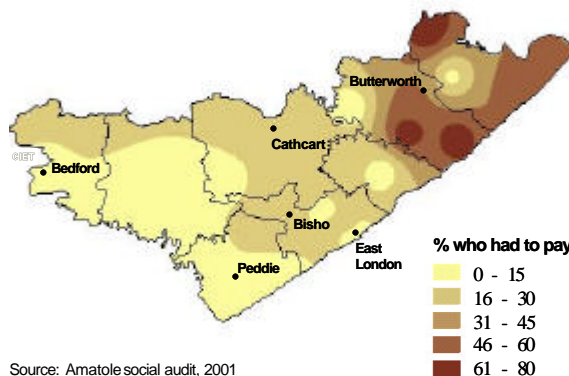 Butterworth
Cathcart
CIET
Bedford
Bisho
East
London
Peddie
% who had to pay
0 - 15
16 - 30
31 - 45
46 - 60
61 - 80
Source: Amatole social audit, 2001